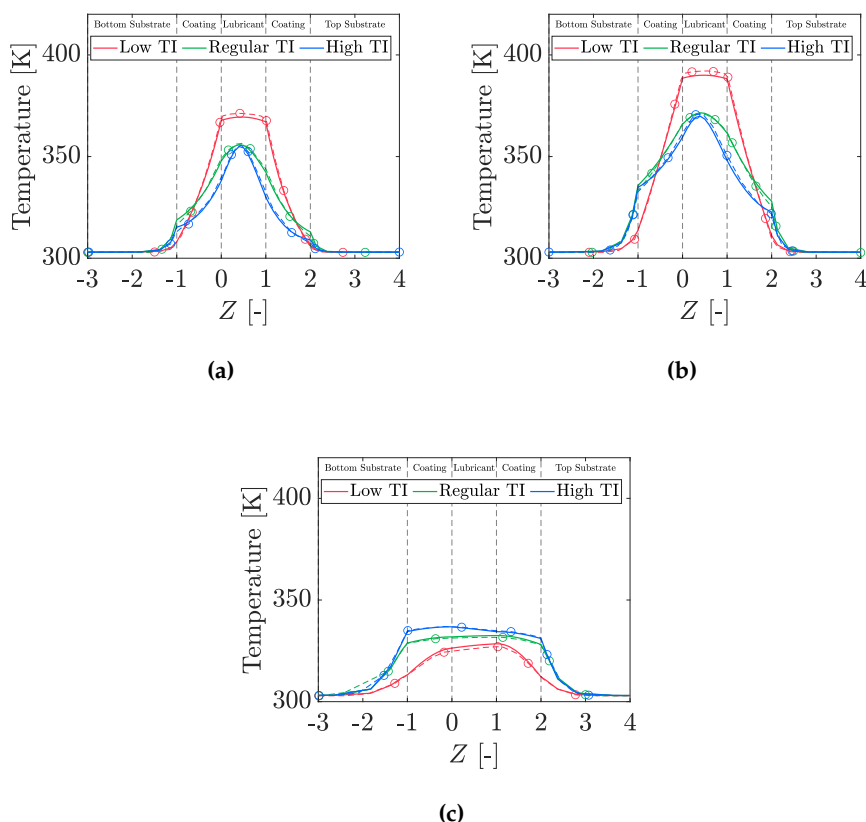 Bottom Substrate Coating Lubricant Coating Top Substrate
Low TI Regular TI High TI
Temperature [K]
400
350
300
-3 -2 -1 0 1 2 3 4
Z [-]
(a)
Bottom Substrate Coating Lubricant Coating Top Substrate
Low TI Regular TI High TI
Temperature [K]
400
350
300
-3 -2 -1 0 1 2 3 4
Z [-]
(b)
Bottom Substrate Coating Lubricant Coating Top Substrate
Low TI Regular TI High TI
Temperature [K]
400
350
300
-3 -2 -1 0 1 2 3 4
Z [-]
(c)